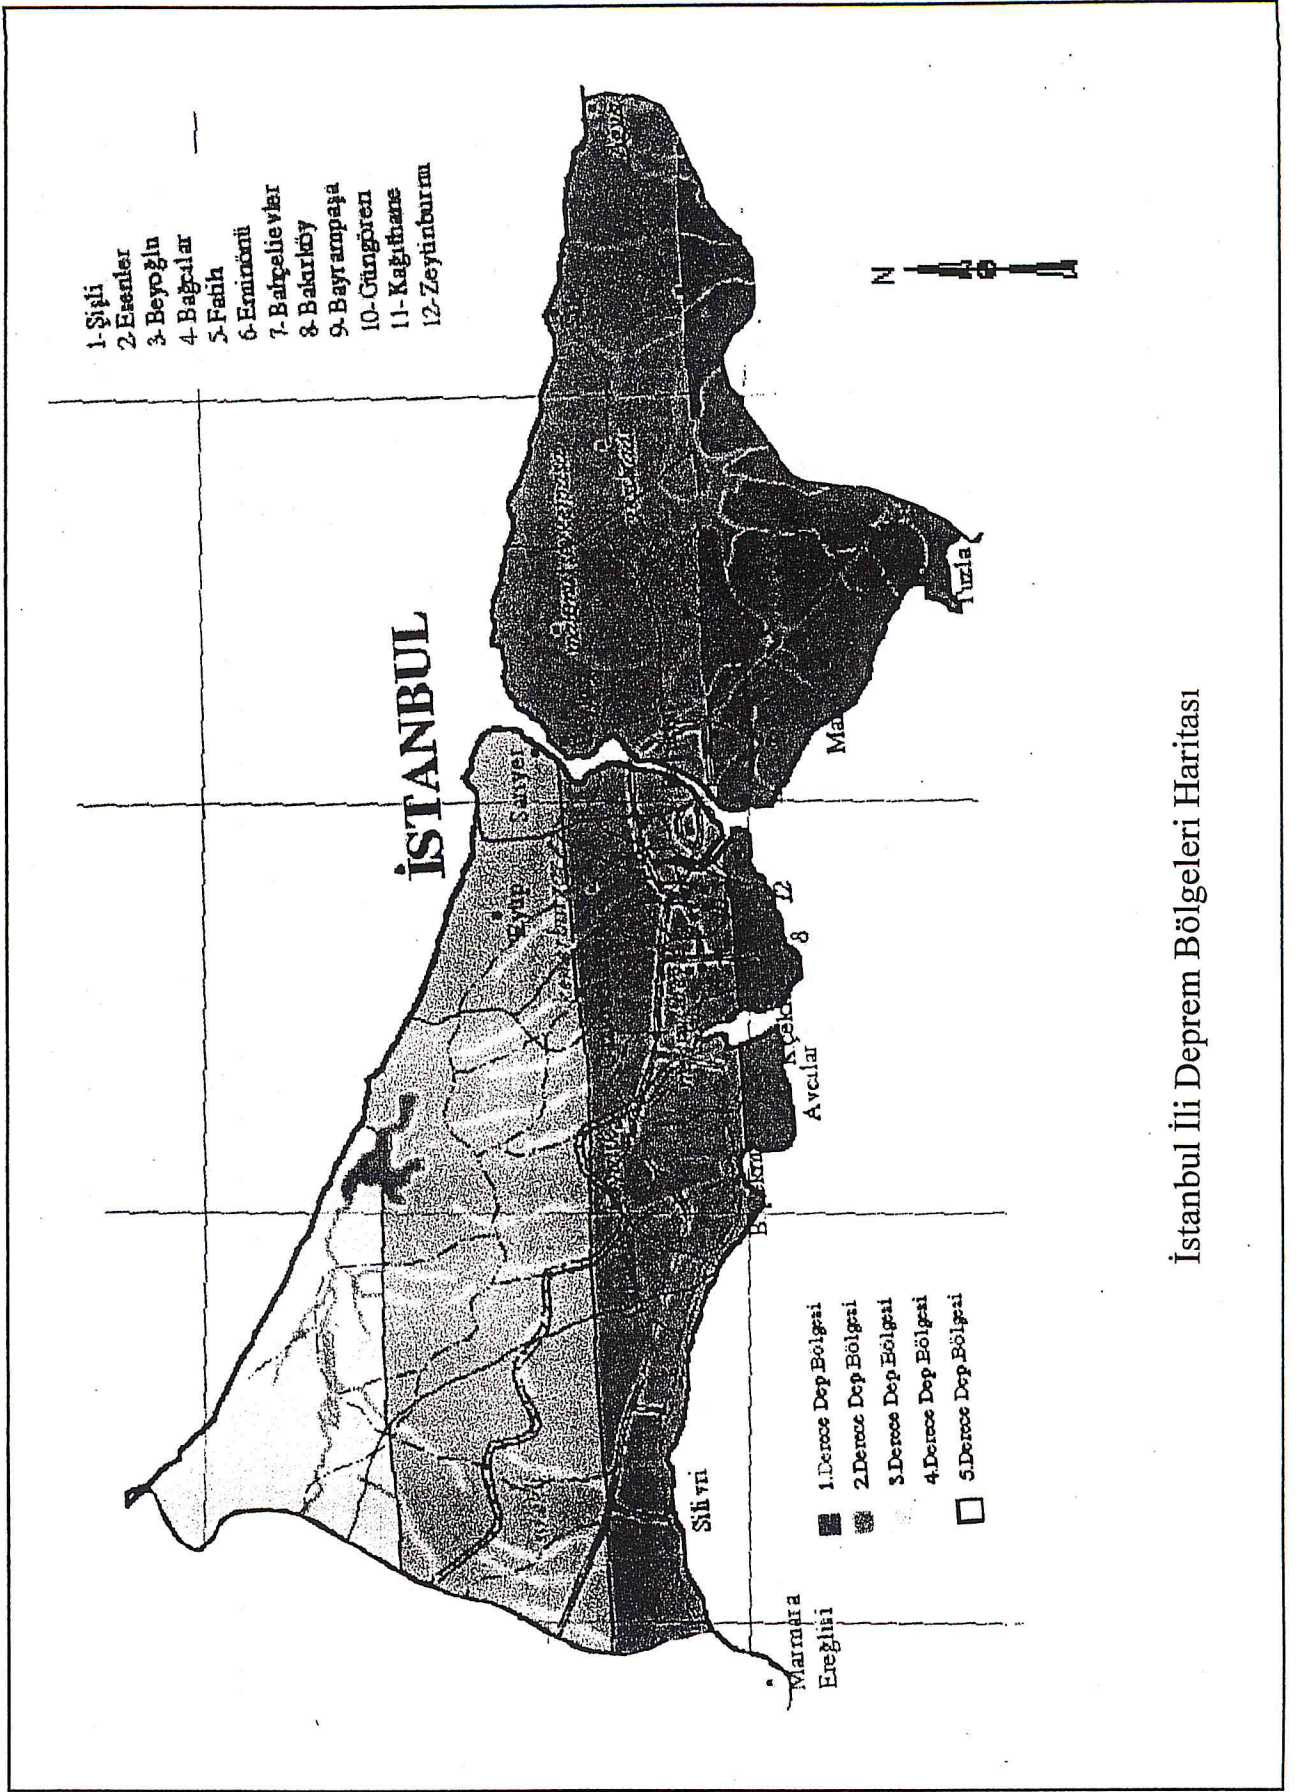 İSTANBUL
1-Şişli
2-Esenler
3-Beyoğlu
4-Bağcılar
5-Fatih
6-Eminönü
7-Bahçelievler
8-Bakırköy
9-Bayrampaşa
10-Güngören
11-Kağıthane
12-Zeytinburnu
Sarıyer
Eyüp
Tuzla
12
8
Avcılar
Silivri
Marmara
Ereğlisi
N
1.Derece Dep Bölgesi
2.Derece Dep Bölgesi
3.Derece Dep Bölgesi
4.Derece Dep Bölgesi
5.Derece Dep Bölgesi
İstanbul İli Deprem Bölgeleri Haritası